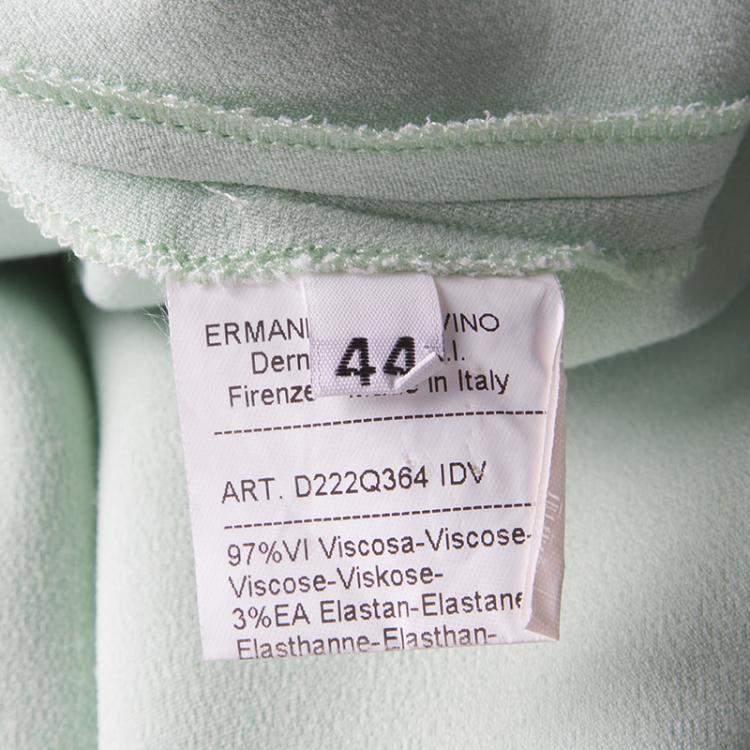 44
ERMAN VINO
Derm .I.
Firenze in Italy
ART. D222Q364 IDV
97%VI Viscosa-Viscose-
Viscose-Viskose-
3%EA Elastan-Elastane
Elasthanne-Elasthan-